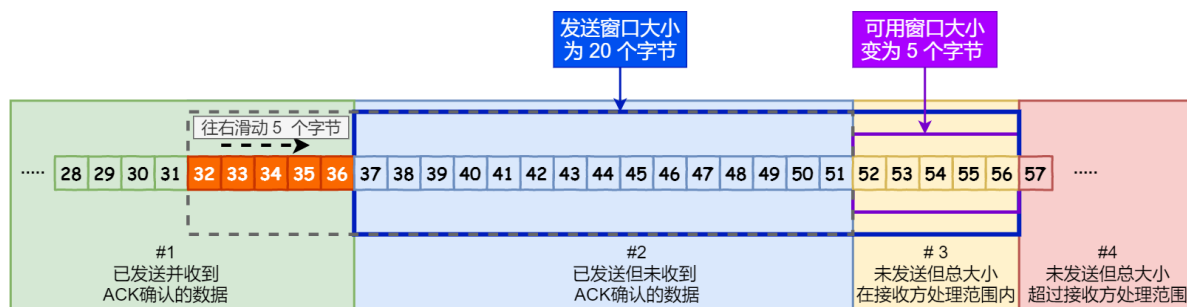 发送窗口大小
为 20 个字节
可用窗口大小
变为 5 个字节
往右滑动 5 个字节
..... 28 29 30 31 32 33 34 35 36 37 38 39 40 41 42 43 44 45 46 47 48 49 50 51 52 53 54 55 56 57 .....
#1
已发送并收到
ACK确认的数据
#2
已发送但未收到
ACK确认的数据
# 3
未发送但总大小
在接收方处理范围内
#4
未发送但总大小
超过接收方处理范围